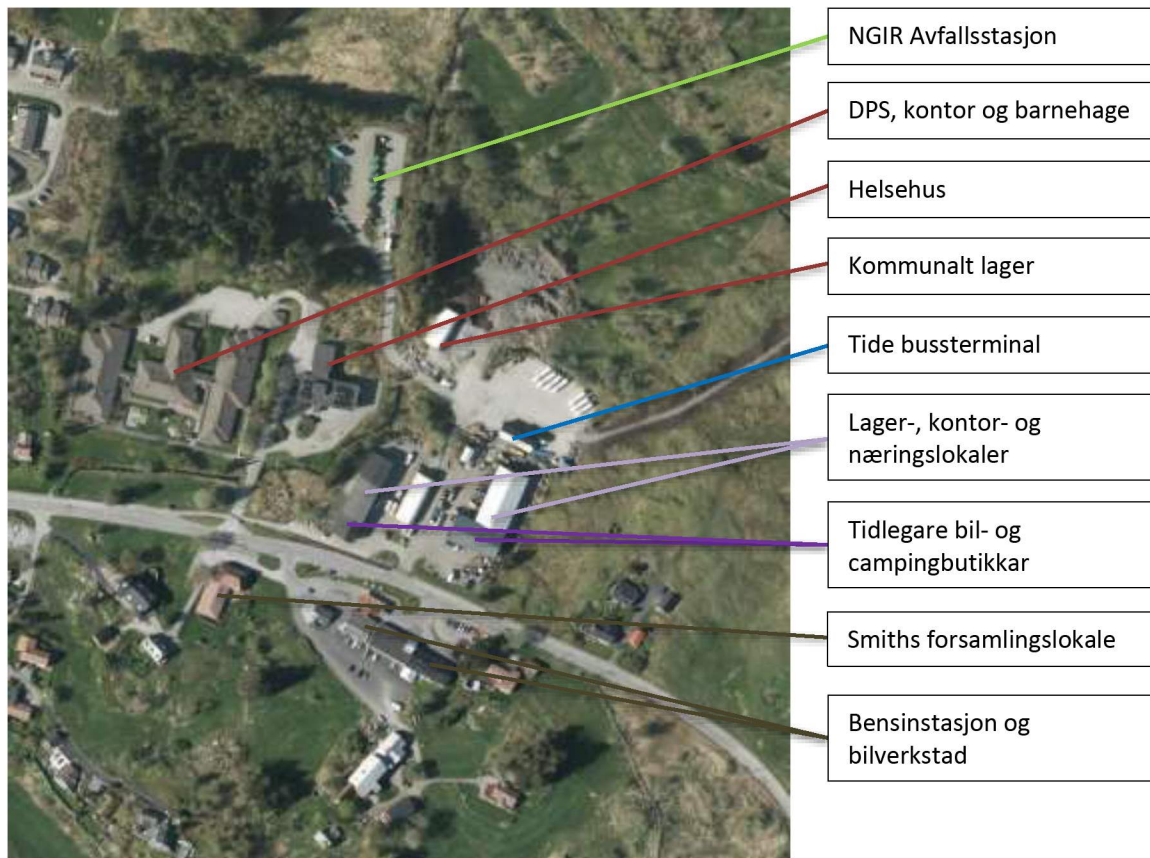 NGIR Avfallsstasjon
DPS, kontor og barnehage
Helsehus
Kommunalt lager
Tide bussterminal
Lager-, kontor- og
næringslokaler
Tidlegare bil- og
campingbutikkar
Smiths forsamlingslokale
Bensinstasjon og
bilverkstad